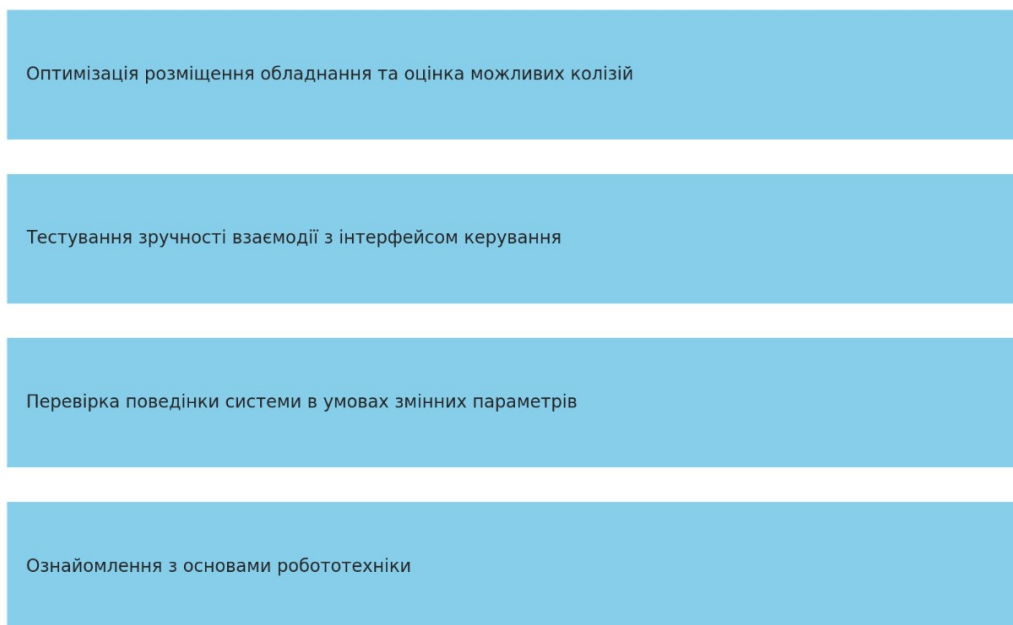 Оптимізація розміщення обладнання та оцінка можливих колізій
Тестування зручності взаємодії з інтерфейсом керування
Перевірка поведінки системи в умовах змінних параметрів
Ознайомлення з основами робототехніки